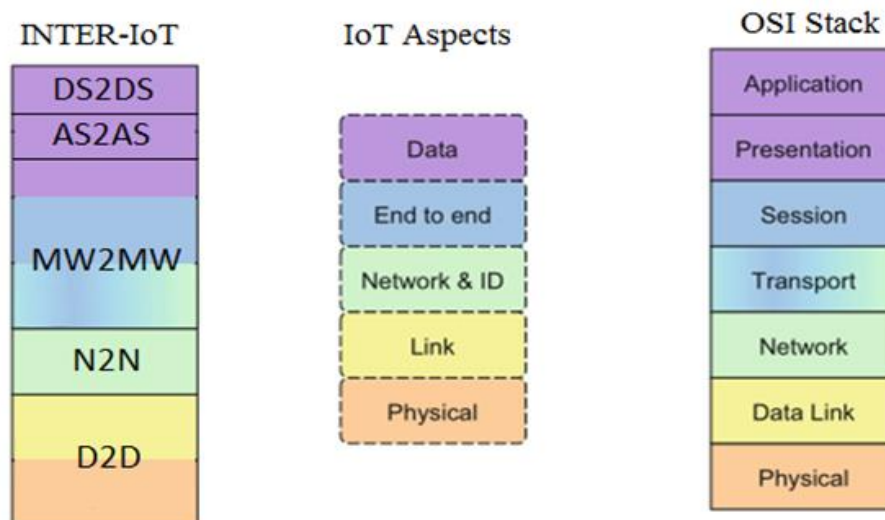 INTER-IoT
DS2DS
AS2AS
MW2MW
N2N
D2D
IoT Aspects
Data
End to end
Network & ID
Link
Physical
OSI Stack
Application
Presentation
Session
Transport
Network
Data Link
Physical